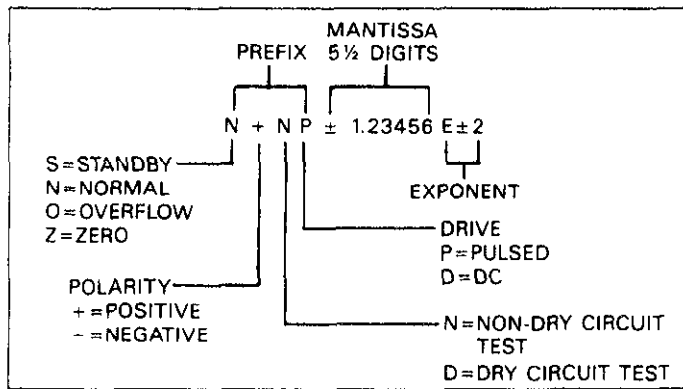 MANTISSA
PREFIX 5½ DIGITS
N + N P ± 1.23456 E±2
S=STANDBY
N=NORMAL
O=OVERFLOW
Z=ZERO
EXPONENT
DRIVE
P=PULSED
D=DC
POLARITY
+=POSITIVE
-=NEGATIVE
N=NON-DRY CIRCUIT
TEST
D=DRY CIRCUIT TEST